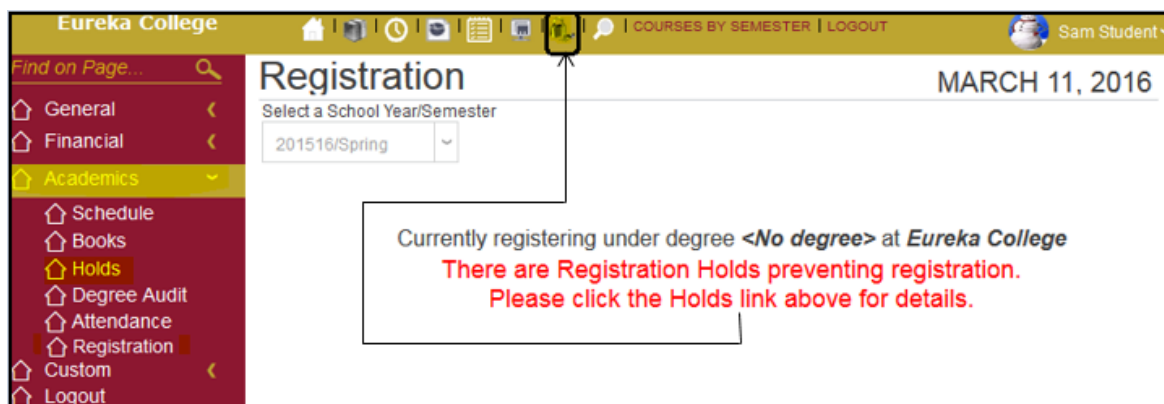 Eureka College
COURSES BY SEMESTER | LOGOUT
Sam Student
Find on Page...
General
Financial
Academics
Schedule
Books
Holds
Degree Audit
Attendance
Registration
Custom
Logout
Registration
MARCH 11, 2016
Select a School Year/Semester
201516/Spring
Currently registering under degree <No degree> at Eureka College
There are Registration Holds preventing registration.
Please click the Holds link above for details.